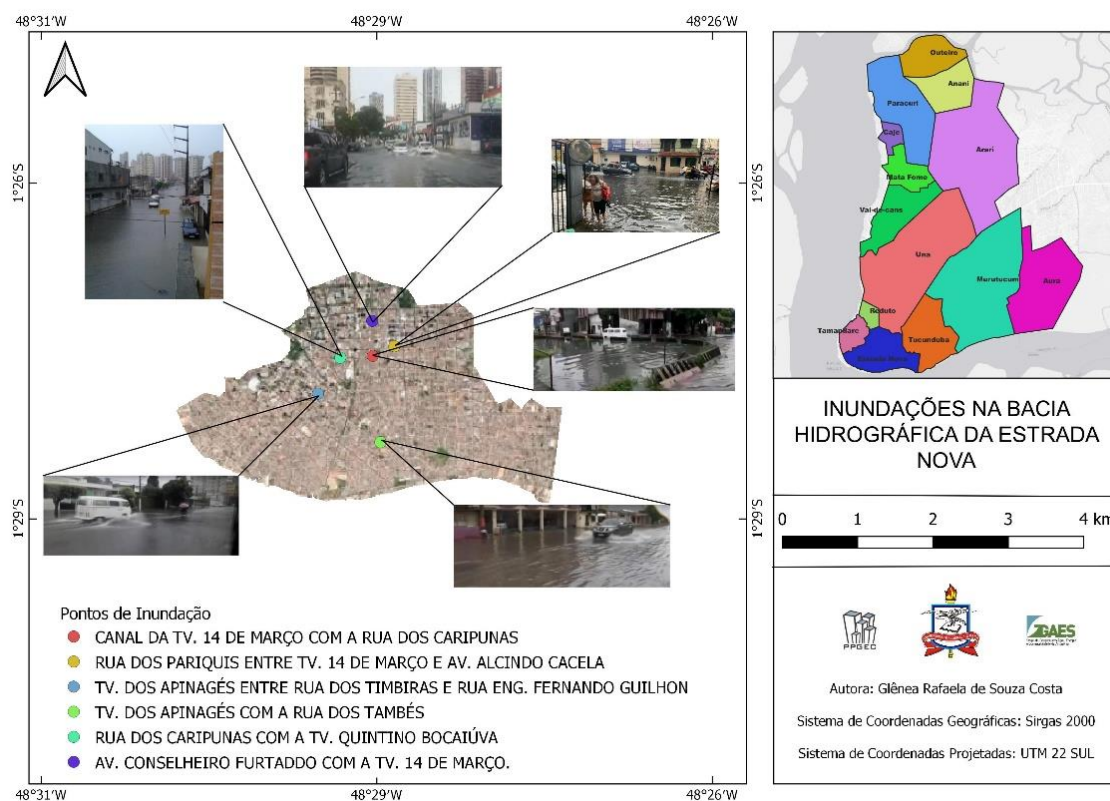 48°31'W
48°29'W
48°26'W
1°26'S
1°26'S
1°29'S
1°29'S
Pontos de Inundação
CANAL DA TV. 14 DE MARÇO COM A RUA DOS CARIPUNAS
RUA DOS PARIQUIS ENTRE TV. 14 DE MARÇO E AV. ALCINDO CACELA
TV. DOS APINAGÉS ENTRE RUA DOS TIMBIRAS E RUA ENG. FERNANDO GUILHON
TV. DOS APINAGÉS COM A RUA DOS TAMBÉS
RUA DOS CARIPUNAS COM A TV. QUINTINO BOCAIÚVA
AV. CONSELHEIRO FURTADDO COM A TV. 14 DE MARÇO.
48°31'W
48°29'W
48°26'W
Outeiro
Anani
Paracuri
Cajé
Arari
Mata Fome
Val-de-cans
Una
Murutucum
Aura
Reduto
Tamandaré
Tucunduba
Estrada Nova
INUNDAÇÕES NA BACIA
HIDROGRÁFICA DA ESTRADA
NOVA
0 1 2 3 4 km
PPGEC
GAES
Autora: Glênea Rafaela de Souza Costa
Sistema de Coordenadas Geográficas: Sirgas 2000
Sistema de Coordenadas Projetadas: UTM 22 SUL